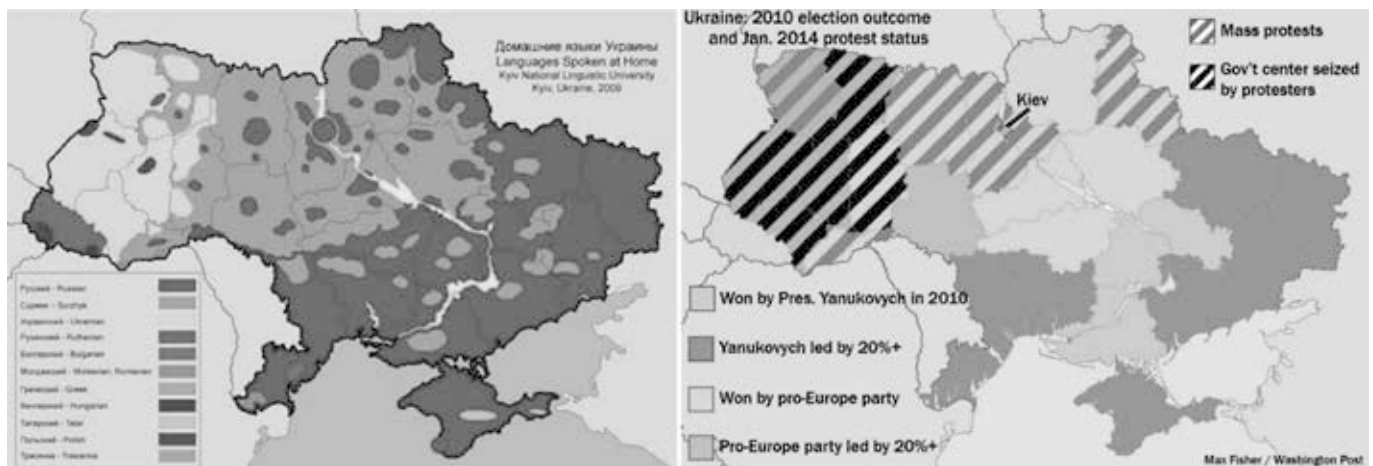 Домашние языки Украины
Languages Spoken at Home
Kyiv National Linguistic University
Kyiv, Ukraine, 2009
Русский - Russian
Суржик - Surzhyk
Украинский - Ukrainian
Русинский - Ruthenian
Болгарский - Bulgarian
Молдавский - Moldavian, Romanian
Греческий - Greek
Венгерский - Hungarian
Татарский - Tatar
Польский - Polish
Ukraine: 2010 election outcome
and Jan. 2014 protest status
Mass protests
Gov't center seized
by protesters
Kiev
Won by Pres. Yanukovych in 2010
Yanukovych led by 20%+
Won by pro-Europe party
Pro-Europe party led by 20%+
Max Fisher / Washington Post